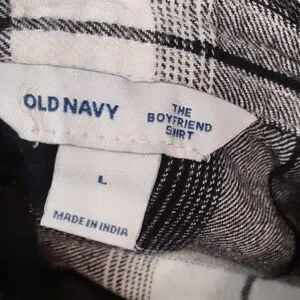 OLD NAVY
THE
BOYFRIEND
SHIRT
L
MADE IN INDIA